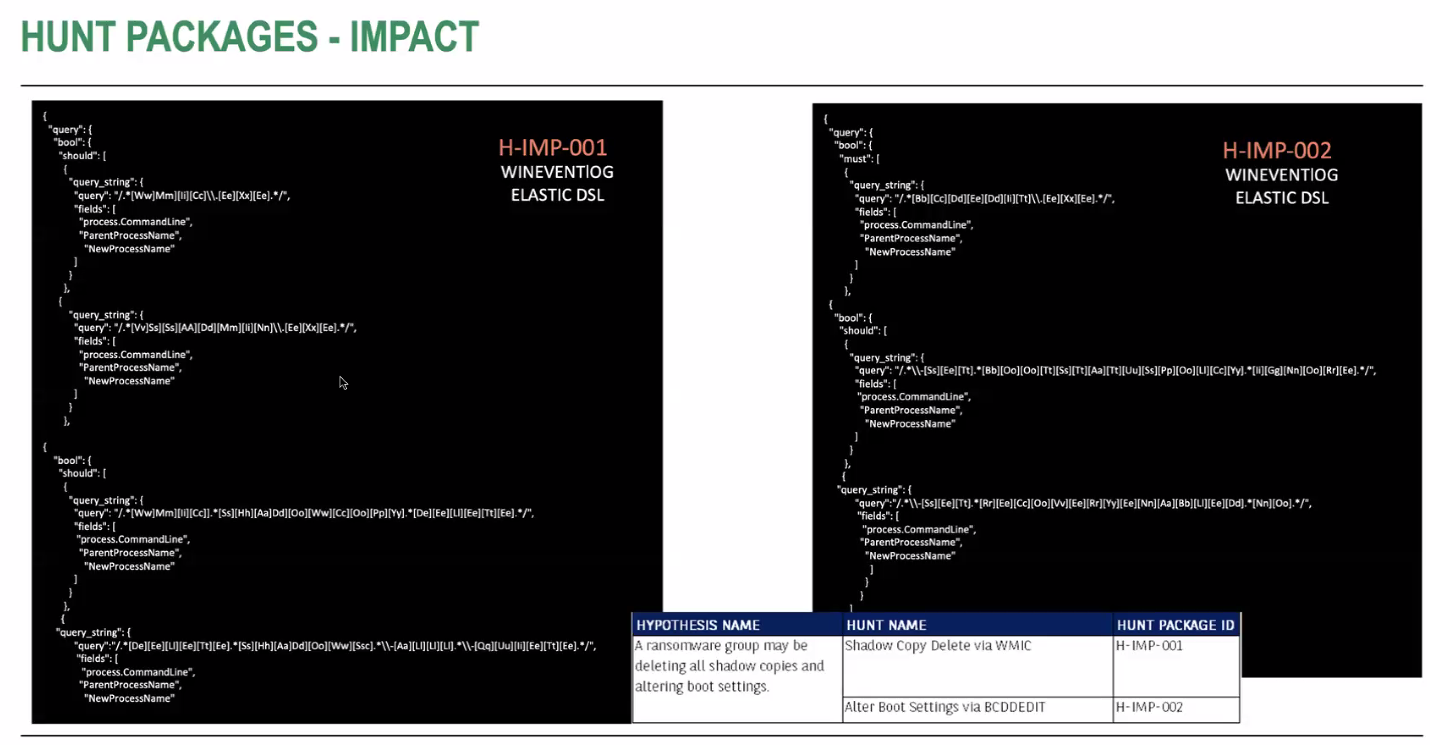 HUNT PACKAGES - IMPACT
{
"query": {
"bool": {
"should": [
{
"query_string": {
"query": "/.*[Ww]Mm][Ii][Cc]\\.[Ee][Xx][Ee].*/",
"fields": [
"process.CommandLine",
"ParentProcessName",
"NewProcessName"
]
}
},
{
"query_string": {
"query": "/.*[Vv]Ss][Ss][AA][Dd][Mm][Ii][Nn]\\.[Ee][Xx][Ee].*/",
"fields": [
"process.CommandLine",
"ParentProcessName",
"NewProcessName"
]
}
},
{
"bool": {
"should": [
{
"query_string": {
"query": "/.*[Ww]Mm][Ii][Cc]].*[Ss][Hh][Aa]Dd][Oo][Ww][Cc][Oo][Pp][Yy].*[De][Ee][Ll][Ee][Tt][Ee].*/",
"fields": [
"process.CommandLine",
"ParentProcessName",
"NewProcessName"
]
}
},
{
"query_string": {
"query":"/.*[De][Ee][Ll][Ee][Tt][Ee].*[Ss][Hh][Aa]Dd][Oo][Ww][Ssc].*\\-[Aa][Ll][Ll][Ll].*\\-[Qq][Uu][Ii][Ee][Tt][Ee].*/",
"fields": [
"process.CommandLine",
"ParentProcessName",
"NewProcessName"
H-IMP-001
WINEVENTlOG
ELASTIC DSL
{
"query": {
"bool": {
"must": [
{
"query_string": {
"query": "/.*[Bb][Cc][Dd][Ee][Dd][Ii][Tt]\\.[Ee][Xx][Ee].*/",
"fields": [
"process.CommandLine",
"ParentProcessName",
"NewProcessName"
]
}
},
{
"bool": {
"should": [
{
"query_string": {
"query": "/.*\\-[Ss][Ee][Tt].*[Bb][Oo][Oo][Tt][Ss][Tt][Aa][Tt][Uu][Ss][Pp][Oo][Ll][Cc][Yy].*[Ii][Gg][Nn][Oo][Rr][Ee].*/",
"fields": [
"process.CommandLine",
"ParentProcessName",
"NewProcessName"
]
}
},
{
"query_string": {
"query":"/.*\\-[Ss][Ee][Tt].*[Rr][Ee][Cc][Oo][Vv][Ee][Rr][Yy][Ee][Nn][Aa][Bb][Ll][Ee][Dd].*[Nn][Oo].*/",
"fields": [
"process.CommandLine",
"ParentProcessName",
"NewProcessName"
]
}
}
]
H-IMP-002
WINEVENTlOG
ELASTIC DSL
HYPOTHESIS NAME HUNT NAME HUNT PACKAGE ID
A ransomware group may be Shadow Copy Delete via WMIC H-IMP-001
deleting all shadow copies and
altering boot settings.
Alter Boot Settings via BCDDEDIT H-IMP-002